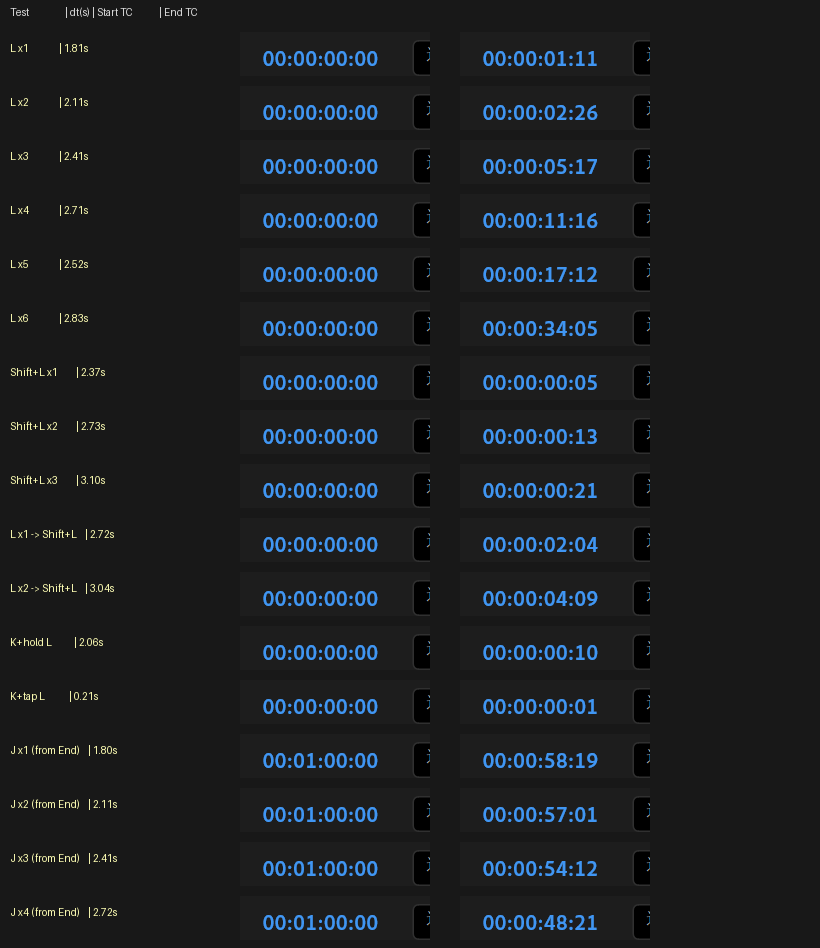 Test | dt(s) | Start TC | End TC
L x1 | 1.81s 00:00:00:00 00:00:01:11
L x2 | 2.11s 00:00:00:00 00:00:02:26
L x3 | 2.41s 00:00:00:00 00:00:05:17
L x4 | 2.71s 00:00:00:00 00:00:11:16
L x5 | 2.52s 00:00:00:00 00:00:17:12
L x6 | 2.83s 00:00:00:00 00:00:34:05
Shift+L x1 | 2.37s 00:00:00:00 00:00:00:05
Shift+L x2 | 2.73s 00:00:00:00 00:00:00:13
Shift+L x3 | 3.10s 00:00:00:00 00:00:00:21
L x1 -> Shift+L | 2.72s 00:00:00:00 00:00:02:04
L x2 -> Shift+L | 3.04s 00:00:00:00 00:00:04:09
K+hold L | 2.06s 00:00:00:00 00:00:00:10
K+tap L | 0.21s 00:00:00:00 00:00:00:01
J x1 (from End) | 1.80s 00:01:00:00 00:00:58:19
J x2 (from End) | 2.11s 00:01:00:00 00:00:57:01
J x3 (from End) | 2.41s 00:01:00:00 00:00:54:12
J x4 (from End) | 2.72s 00:01:00:00 00:00:48:21